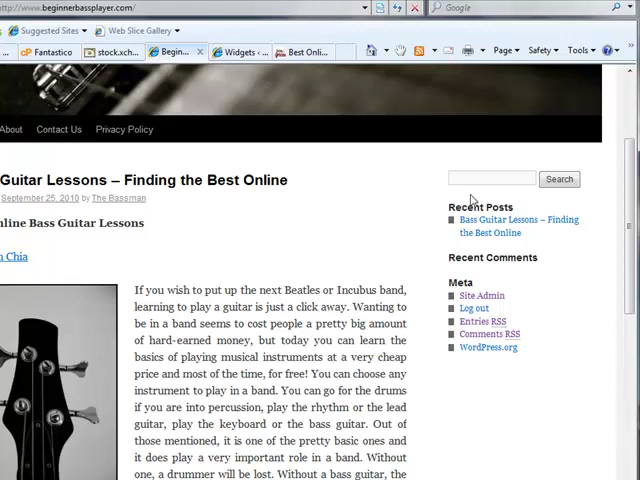 http://www.beginnerbassplayer.com/
Google
Suggested Sites
Web Slice Gallery
Fantastico
stock.xch...
Begin...
Widgets ‹ ...
Best Onli...
Page
Safety
Tools
About
Contact Us
Privacy Policy
Guitar Lessons – Finding the Best Online
September 25, 2010 by The Bassman
nline Bass Guitar Lessons
n Chia
If you wish to put up the next Beatles or Incubus band,
learning to play a guitar is just a click away. Wanting to
be in a band seems to cost people a pretty big amount
of hard-earned money, but today you can learn the
basics of playing musical instruments at a very cheap
price and most of the time, for free! You can choose any
instrument to play in a band. You can go for the drums
if you are into percussion, play the rhythm or the lead
guitar, play the keyboard or the bass guitar. Out of
those mentioned, it is one of the pretty basic ones and
it does play a very important role in a band. Without
one, a drummer will be lost. Without a bass guitar, the
Search
Recent Posts
Bass Guitar Lessons – Finding
the Best Online
Recent Comments
Meta
Site Admin
Log out
Entries RSS
Comments RSS
WordPress.org